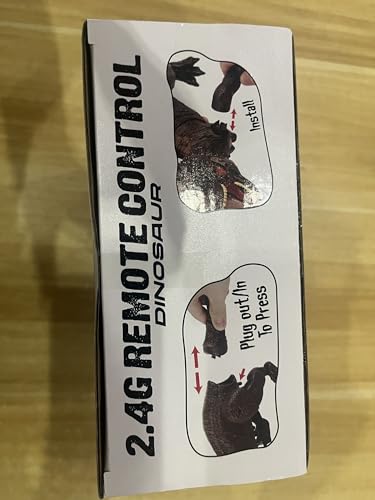 2.4G REMOTE CONTROL
DINOSAUR
Plug out/In
To Press
Install